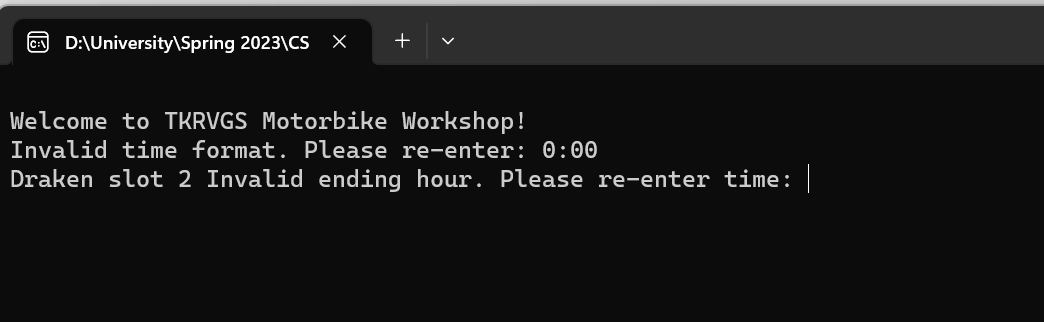 D:\University\Spring 2023\CS
Welcome to TKRVGS Motorbike Workshop!
Invalid time format. Please re-enter: 0:00
Draken slot 2 Invalid ending hour. Please re-enter time: